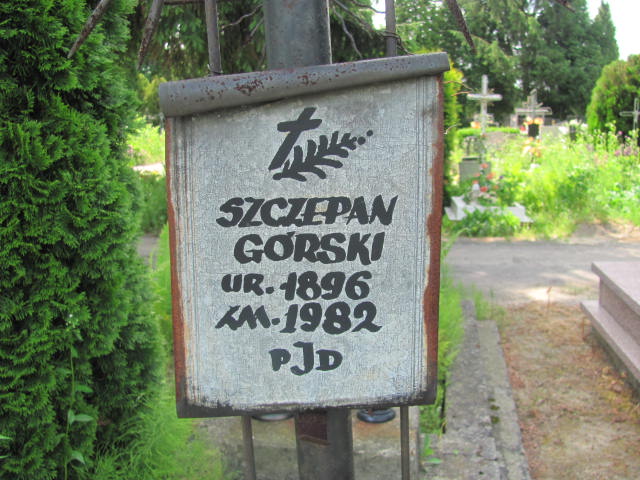 SZCZEPAN
GÓRSKI
UR. 1896
ZM. 1982
PJD